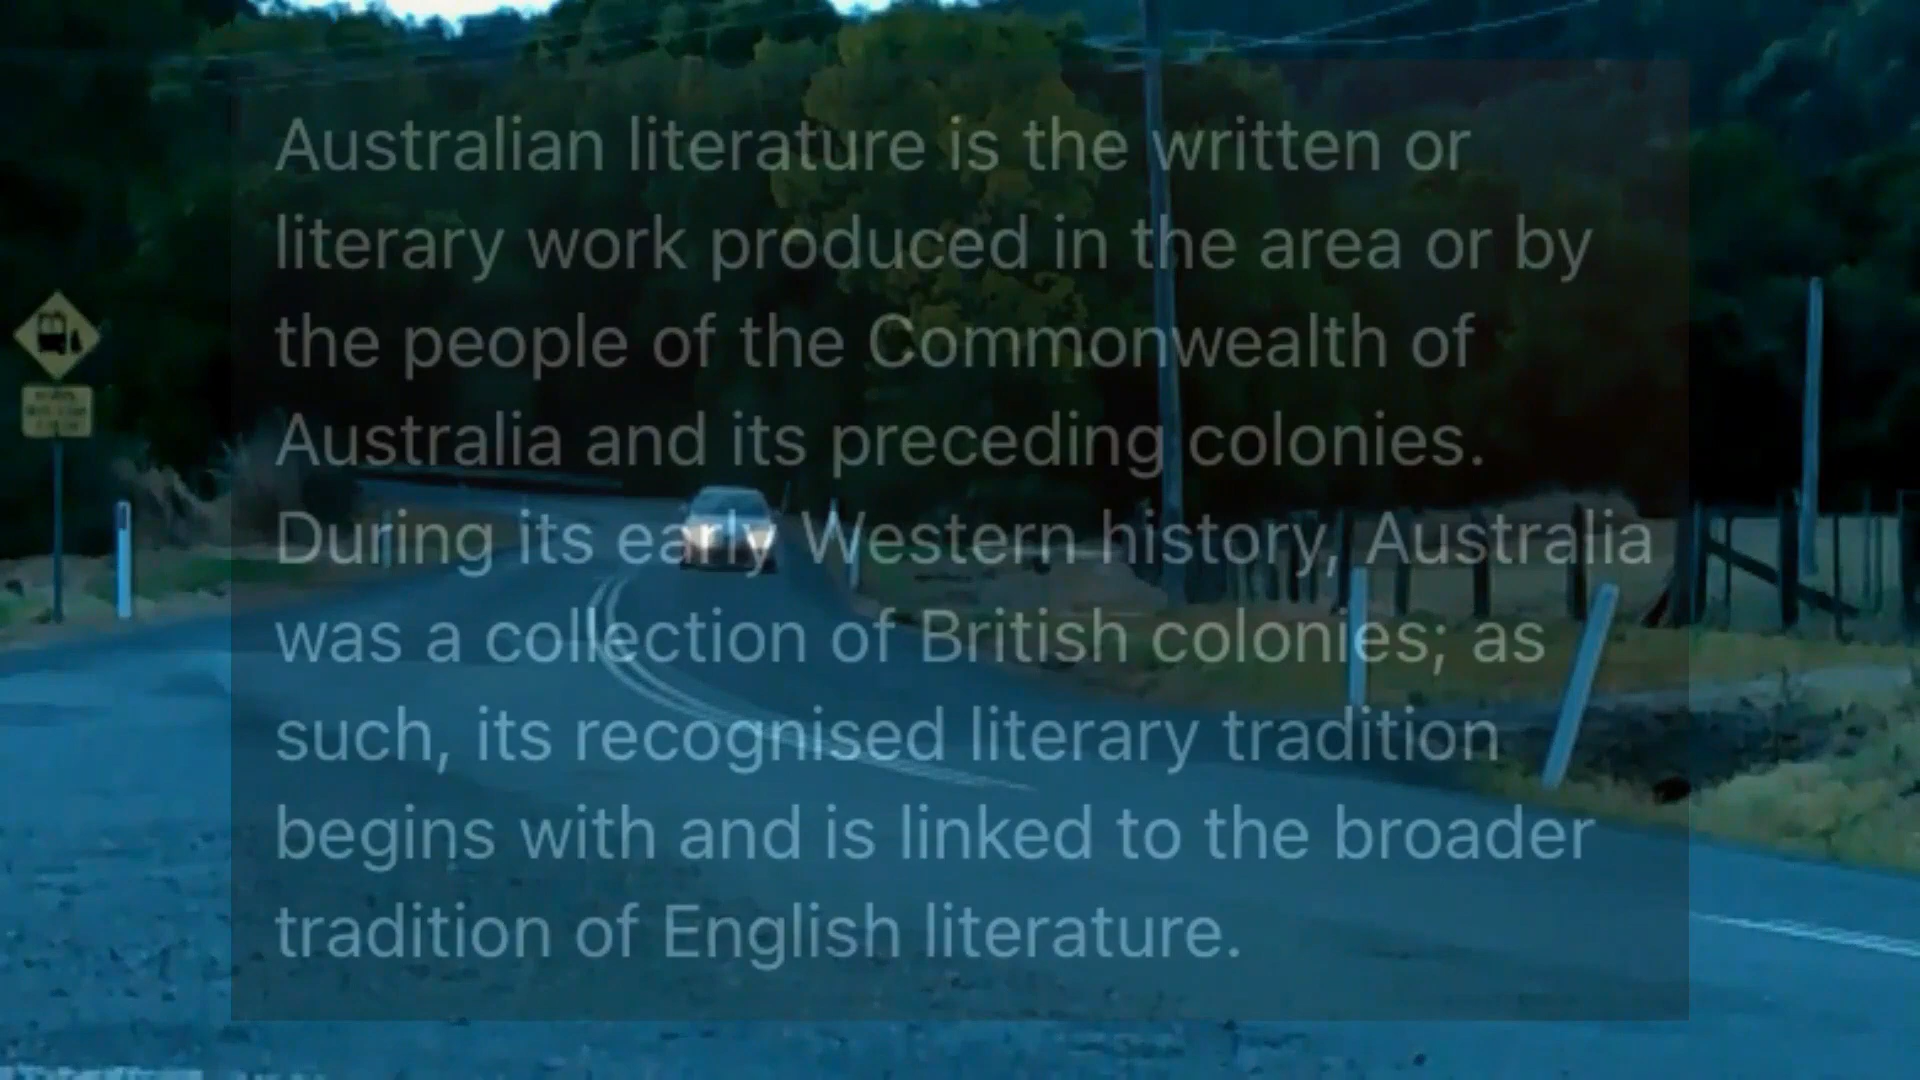 Australian literature is the written or
literary work produced in the area or by
the people of the Commonwealth of
Australia and its preceding colonies.
During its early Western history, Australia
was a collection of British colonies; as
such, its recognised literary tradition
begins with and is linked to the broader
tradition of English literature.